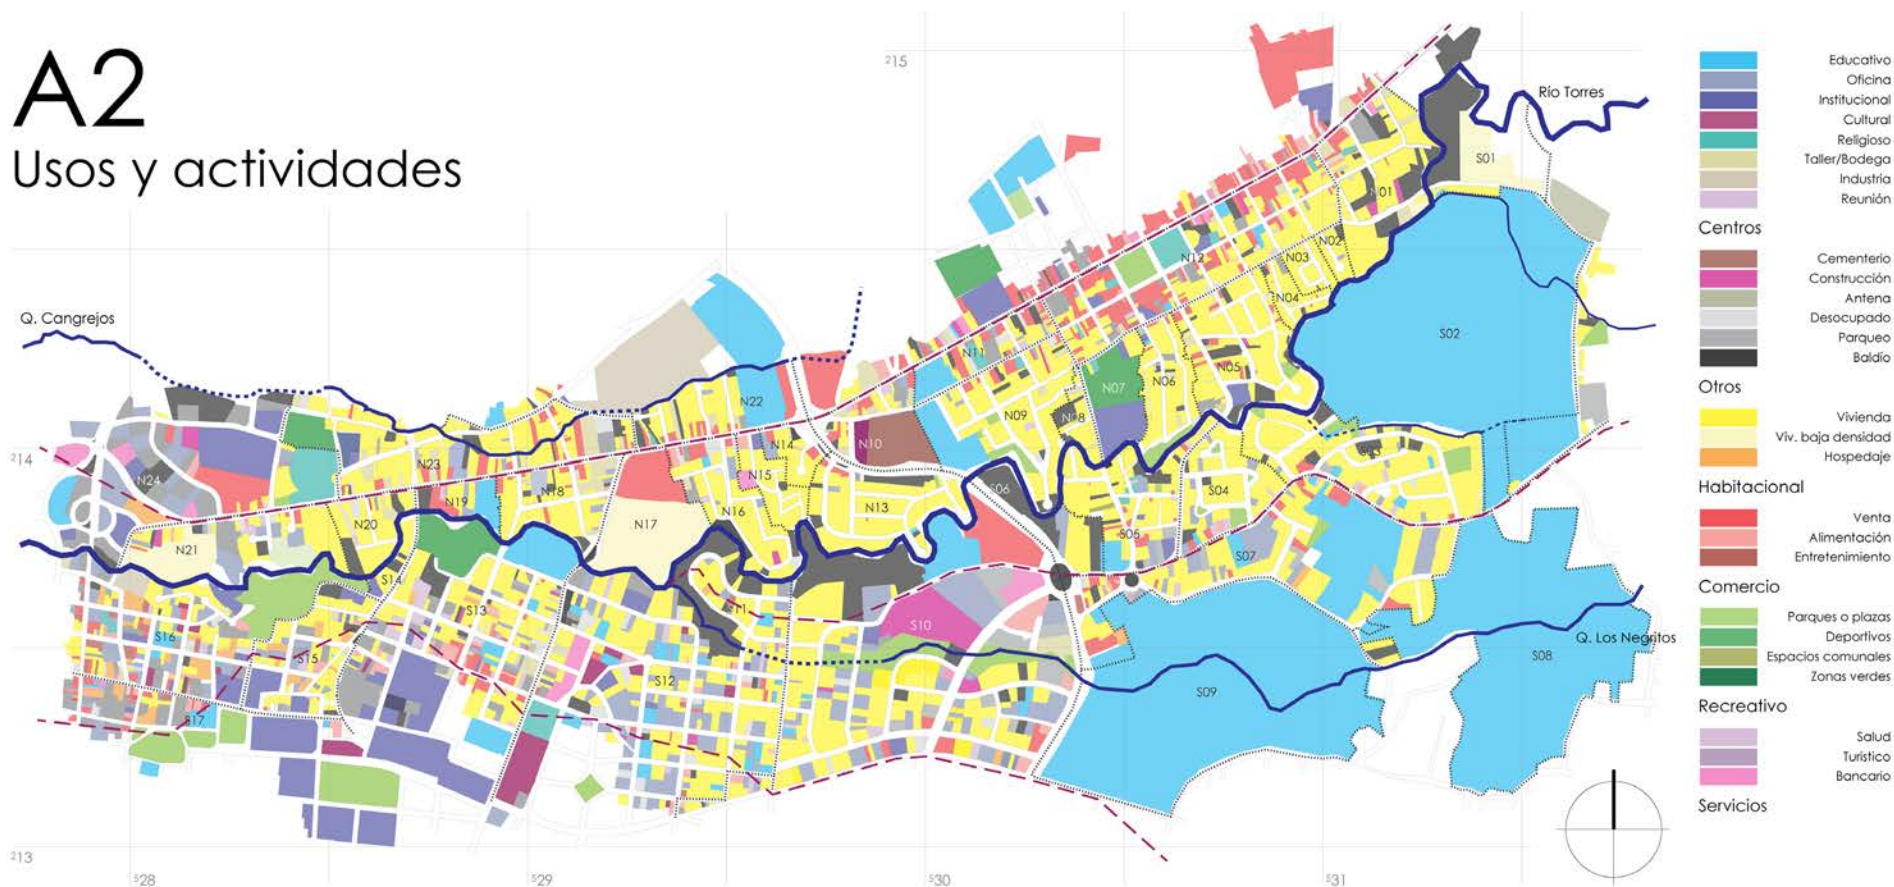 A2
Usos y actividades
215
Río Torres
Q. Cangrejos
214
213
528
529
530
531
S01
N01
N02
N03
N12
N04
S02
N11
N05
N06
N07
N08
N09
N22
N10
N14
N15
N23
N24
N19
N18
N20
N21
N17
N16
N13
S06
S04
S03
S05
S07
S14
S13
S11
S10
S16
S15
S12
S17
S09
S08
Q. Los Negritos
Educativo
Oficina
Institucional
Cultural
Religioso
Taller/Bodega
Industria
Reunión
Centros
Cementerio
Construcción
Antena
Desocupado
Parqueo
Baldío
Otros
Vivienda
Viv. baja densidad
Hospedaje
Habitacional
Venta
Alimentación
Entretenimiento
Comercio
Parques o plazas
Deportivos
Espacios comunales
Zonas verdes
Recreativo
Salud
Turístico
Bancario
Servicios